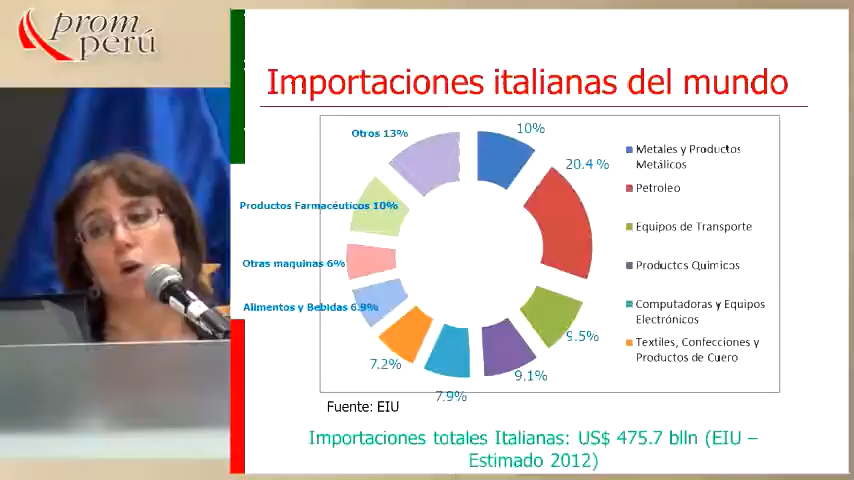 prom
perú
Importaciones italianas del mundo
Otros 13%
10%
20.4 %
Productos Farmacéuticos 10%
Otras maquinas 6%
Alimentos y Bebidas 6.9%
7.2%
7.9%
9.1%
9.5%
Metales y Productos
Metálicos
Petroleo
Equipos de Transporte
Productos Quimicos
Computadoras y Equipos
Electrónicos
Textiles, Confecciones y
Productos de Cuero
Fuente: EIU
Importaciones totales Italianas: US$ 475.7 blln (EIU –
Estimado 2012)